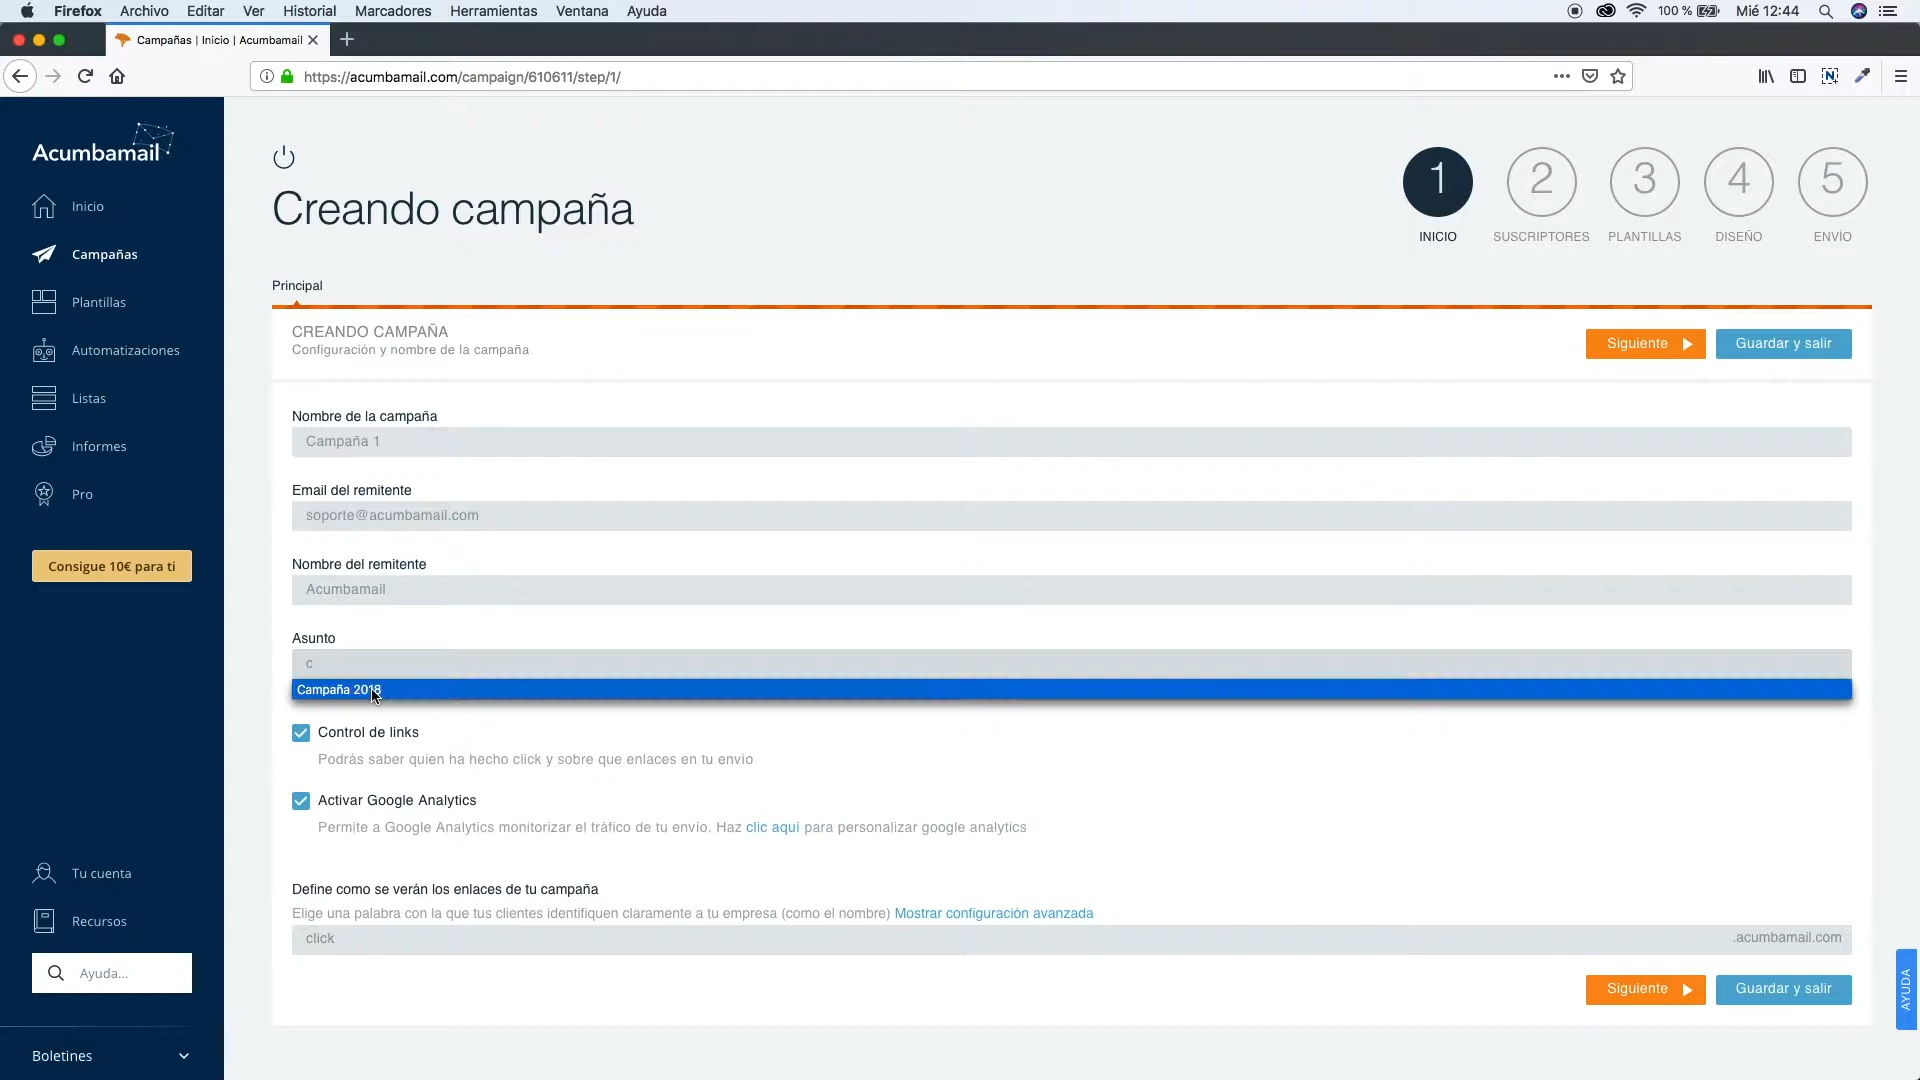 Firefox Archivo Editar Ver Historial Marcadores Herramientas Ventana Ayuda 100 % Mié 12:44
Campañas | Inicio | Acumbamail
https://acumbamail.com/campaign/610611/step/1/
Acumbamail
Inicio
Campañas
Plantillas
Automatizaciones
Listas
Informes
Pro
Consigue 10€ para ti
Tu cuenta
Recursos
Ayuda...
Boletines
Creando campaña
1 2 3 4 5
INICIO SUSCRIPTORES PLANTILLAS DISEÑO ENVÍO
Principal
CREANDO CAMPAÑA
Configuración y nombre de la campaña
Siguiente Guardar y salir
Nombre de la campaña
Campaña 1
Email del remitente
soporte@acumbamail.com
Nombre del remitente
Acumbamail
Asunto
c
Campaña 2018
Control de links
Podrás saber quien ha hecho click y sobre que enlaces en tu envío
Activar Google Analytics
Permite a Google Analytics monitorizar el tráfico de tu envío. Haz clic aquí para personalizar google analytics
Define como se verán los enlaces de tu campaña
Elige una palabra con la que tus clientes identifiquen claramente a tu empresa (como el nombre) Mostrar configuración avanzada
click .acumbamail.com
Siguiente Guardar y salir
AYUDA